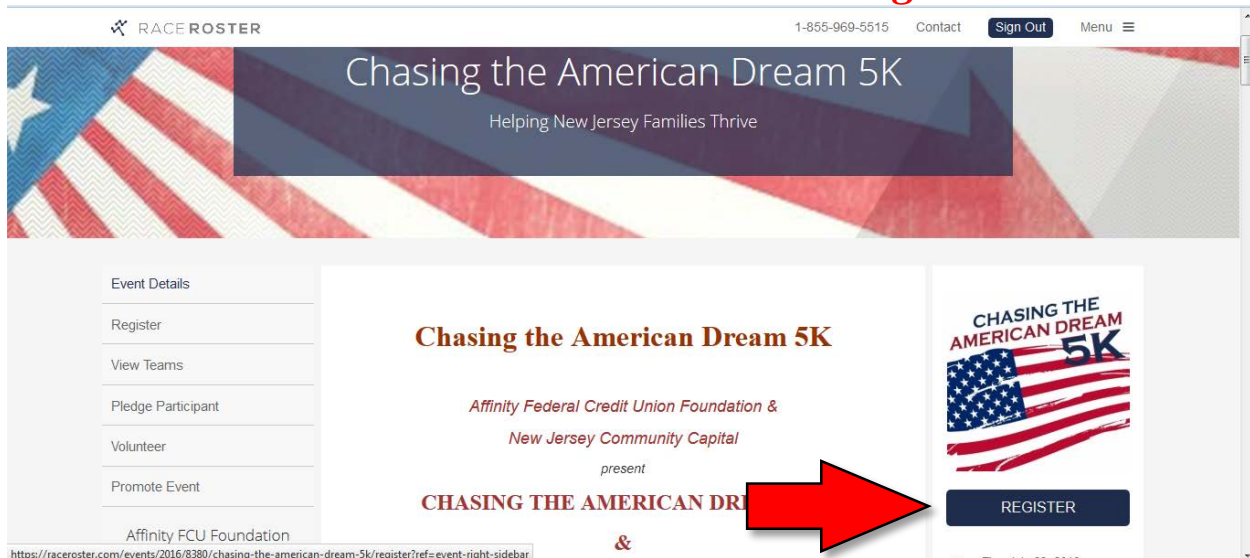 RACE ROSTER
1-855-969-5515 Contact Sign Out Menu
Chasing the American Dream 5K
Helping New Jersey Families Thrive
Event Details
Register
View Teams
Pledge Participant
Volunteer
Promote Event
Affinity FCU Foundation
Chasing the American Dream 5K
Affinity Federal Credit Union Foundation &
New Jersey Community Capital
present
CHASING THE AMERICAN
&
CHASING THE
AMERICAN DREAM
5K
REGISTER
https://raceroster.com/events/2016/8380/chasing-the-american-dream-5k/register?ref=event-right-sidebar